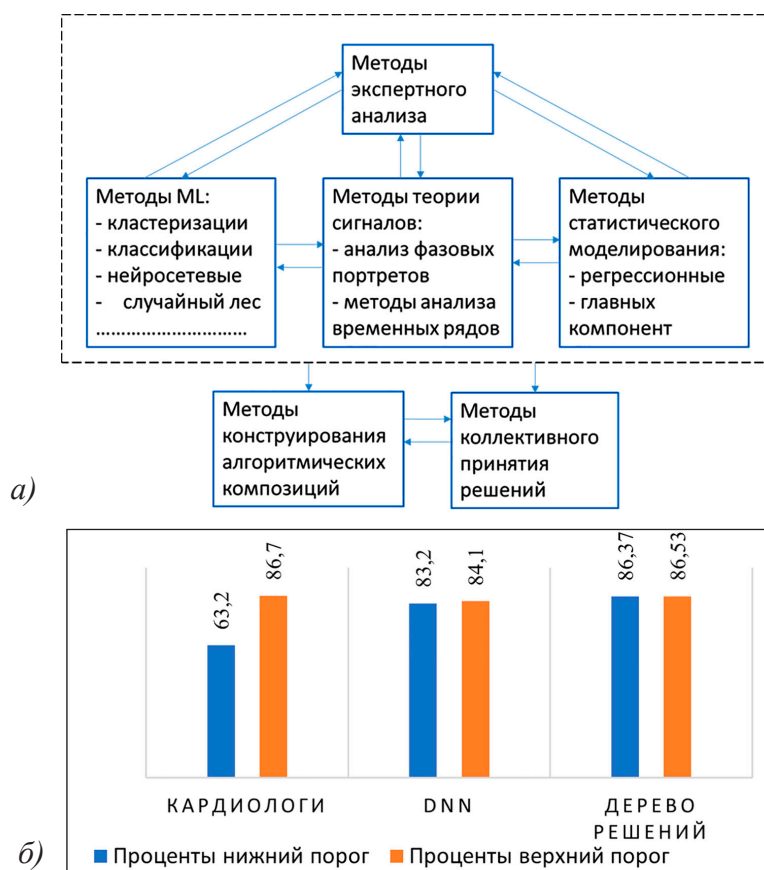 Методы
экспертного
анализа
Методы ML:
- кластеризации
- классификации
- нейросетевые
- случайный лес
................................
Методы теории
сигналов:
- анализ фазовых
портретов
- методы анализа
временных рядов
Методы
статистического
моделирования:
- регрессионные
- главных
компонент
Методы
конструирования
алгоритмических
композиций
Методы
коллективного
принятия
решений
а)
63,2
86,7
83,2
84,1
86,37
86,53
КАРДИОЛОГИ
DNN
ДЕРЕВО
РЕШЕНИЙ
Проценты нижний порог
Проценты верхний порог
б)